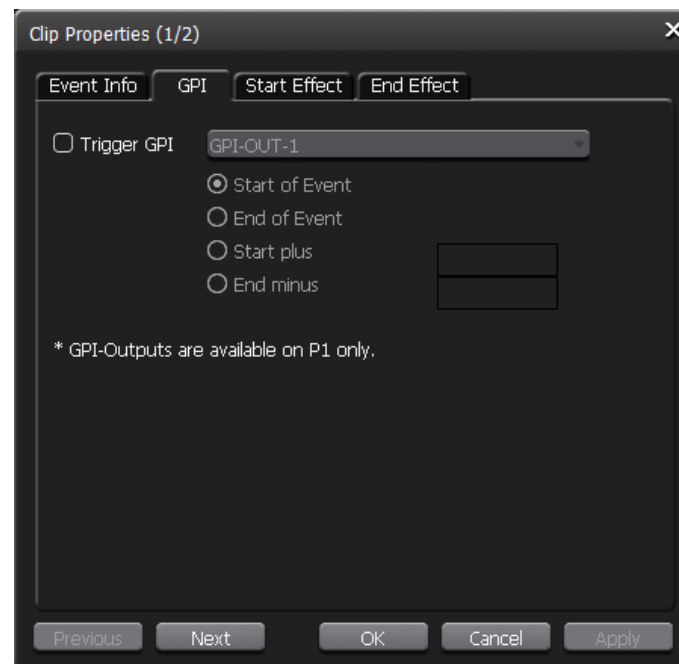 Clip Properties (1/2)
Event Info GPI Start Effect End Effect
Trigger GPI GPI-OUT-1
Start of Event
End of Event
Start plus
End minus
* GPI-Outputs are available on P1 only.
Previous Next OK Cancel Apply